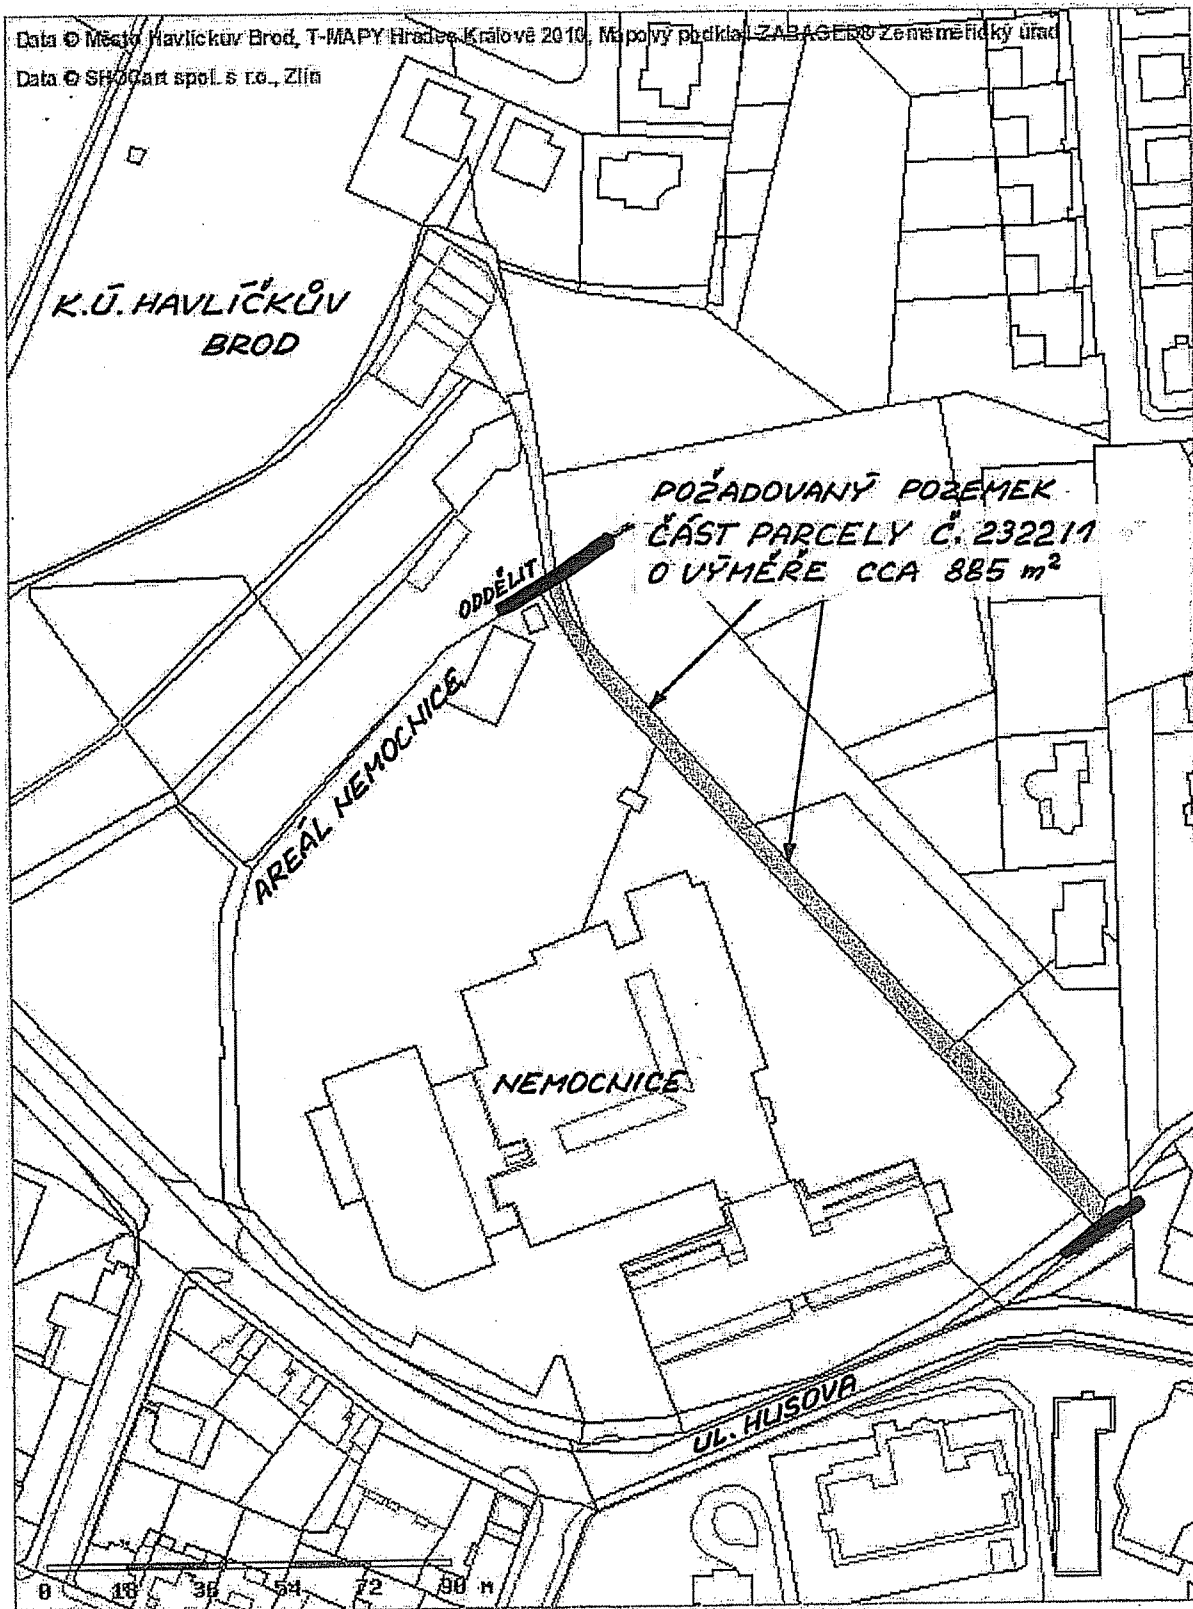 Data © Město Havlíckuv Brod, T-MAPY Hradec Králové 2010, Mapový podklad ZABAGED® Zeměměřický úřad
Data © SHOCart spol. s r.o., Zlín
K.Ú. HAVLÍČKŮV
BROD
POŽADOVANÝ POZEMEK
ČÁST PARCELY Č. 2322/1
O VÝMĚŘE CCA 885 m²
ODDĚLIT
AREÁL NEMOCNICE
NEMOCNICE
UL. HUSOVA
0 18 36 54 72 90 m